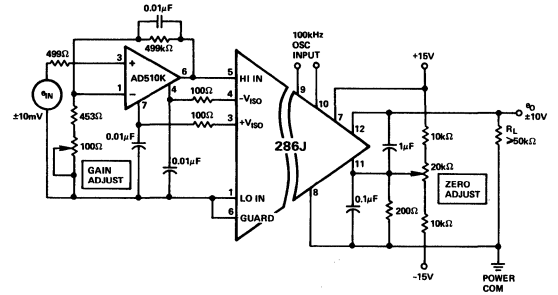 0.01µF
499kΩ
499Ω
3
+
AD510K
6
1
−
7
4
eIN
±10mV
453Ω
100Ω
GAIN
ADJUST
0.01µF
0.01µF
100Ω
100Ω
5
HI IN
4
−VISO
3
+VISO
286J
1
LO IN
6
GUARD
100kHz
OSC
INPUT
9
10
7
12
11
8
+15V
eO
±10V
10kΩ
RL
≥50kΩ
1µF
20kΩ
ZERO
ADJUST
0.1µF
200Ω
10kΩ
−15V
POWER
COM